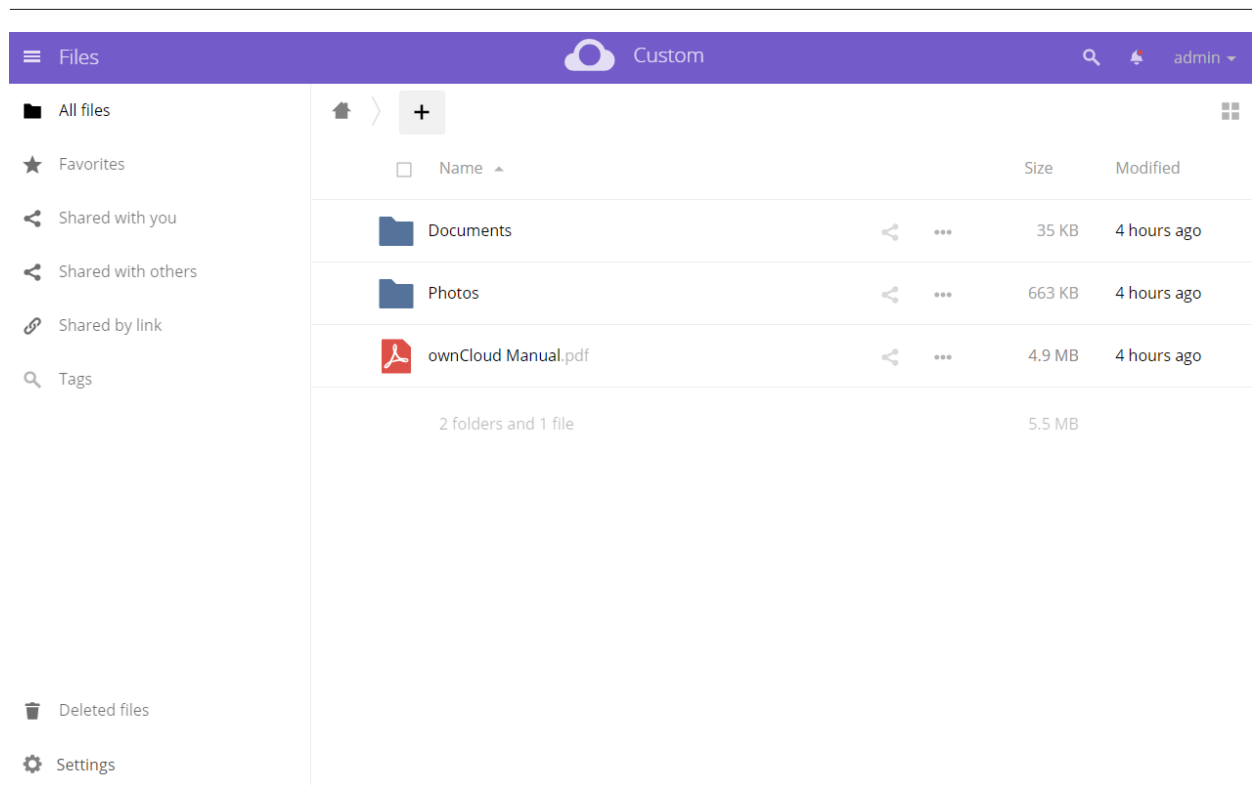 Files
Custom
admin
All files
Favorites
Shared with you
Shared with others
Shared by link
Tags
Deleted files
Settings
Name Size Modified
Documents 35 KB 4 hours ago
Photos 663 KB 4 hours ago
ownCloud Manual.pdf 4.9 MB 4 hours ago
2 folders and 1 file 5.5 MB